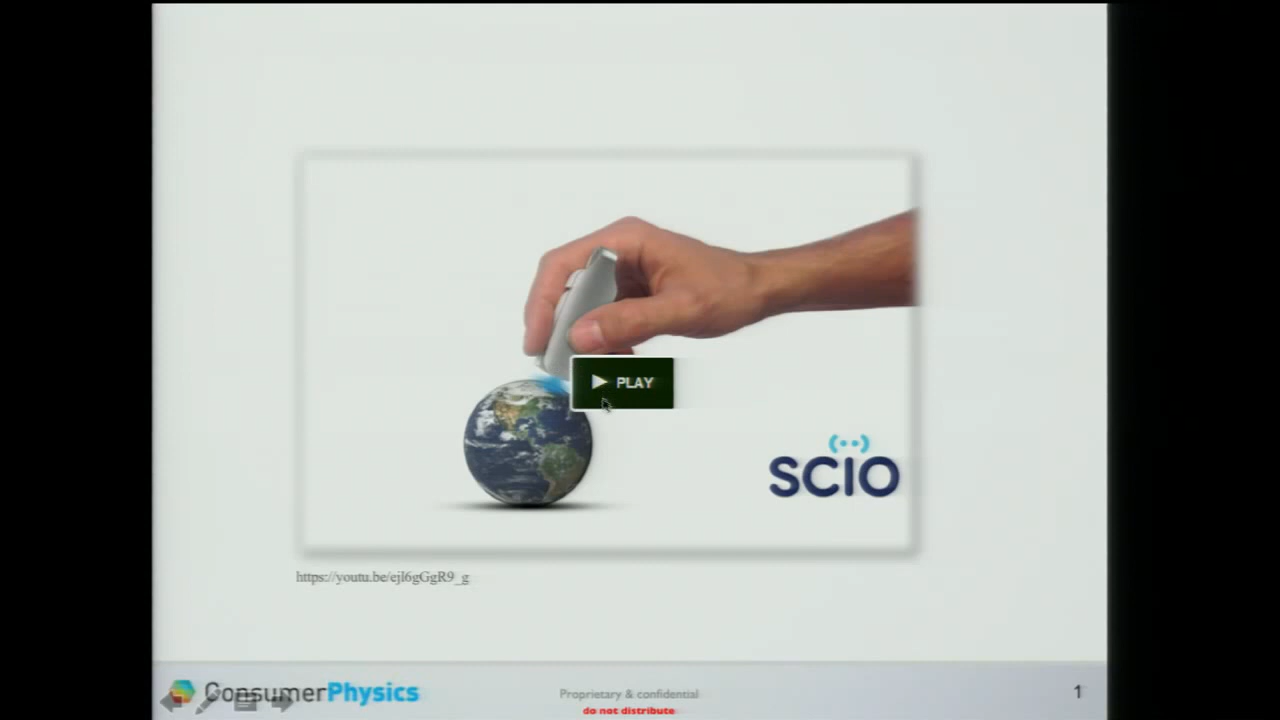 PLAY
SCIO
https://youtu.be/ejl6gGgR9_g
ConsumerPhysics
Proprietary & confidential
1
do not distribute